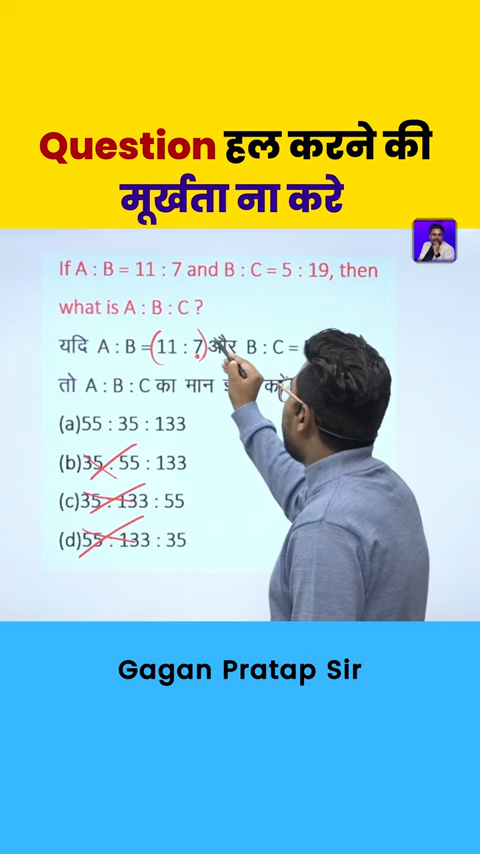 Question हल करने की
मूर्खता ना करे
If A : B = 11 : 7 and B : C = 5 : 19, then
what is A : B : C ?
यदि A : B = (11 : 7) और B : C =
तो A : B : C का मान
(a)55 : 35 : 133
(b)35 : 55 : 133
(c)35 : 133 : 55
(d)55 : 133 : 35
Gagan Pratap Sir